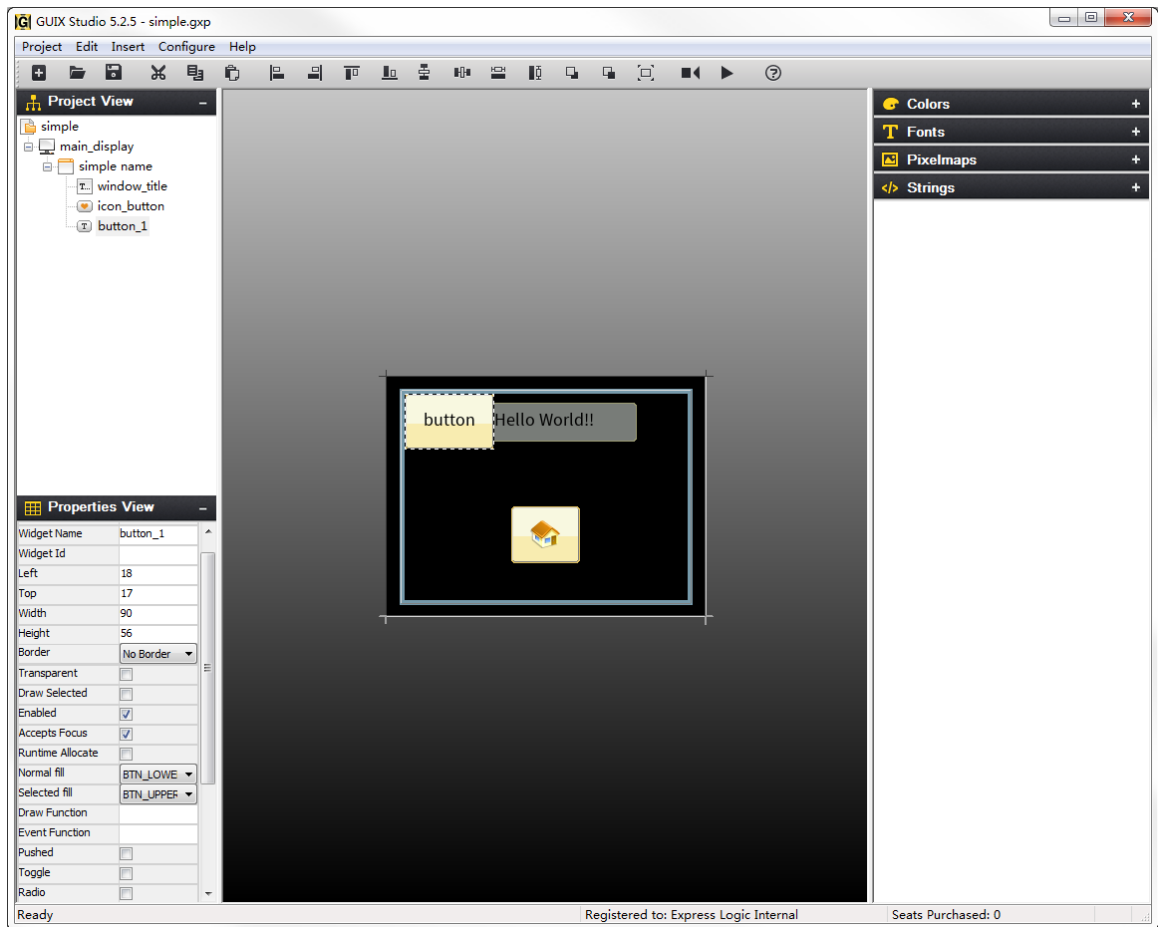 GUIX Studio 5.2.5 - simple.gxp
Project Edit Insert Configure Help
Project View
simple
main_display
simple name
window_title
icon_button
button_1
Properties View
Widget Name button_1
Widget Id
Left 18
Top 17
Width 90
Height 56
Border No Border
Transparent
Draw Selected
Enabled
Accepts Focus
Runtime Allocate
Normal fill BTN_LOWE
Selected fill BTN_UPPER
Draw Function
Event Function
Pushed
Toggle
Radio
button Hello World!!
Colors
Fonts
Pixelmaps
Strings
Ready Registered to: Express Logic Internal Seats Purchased: 0